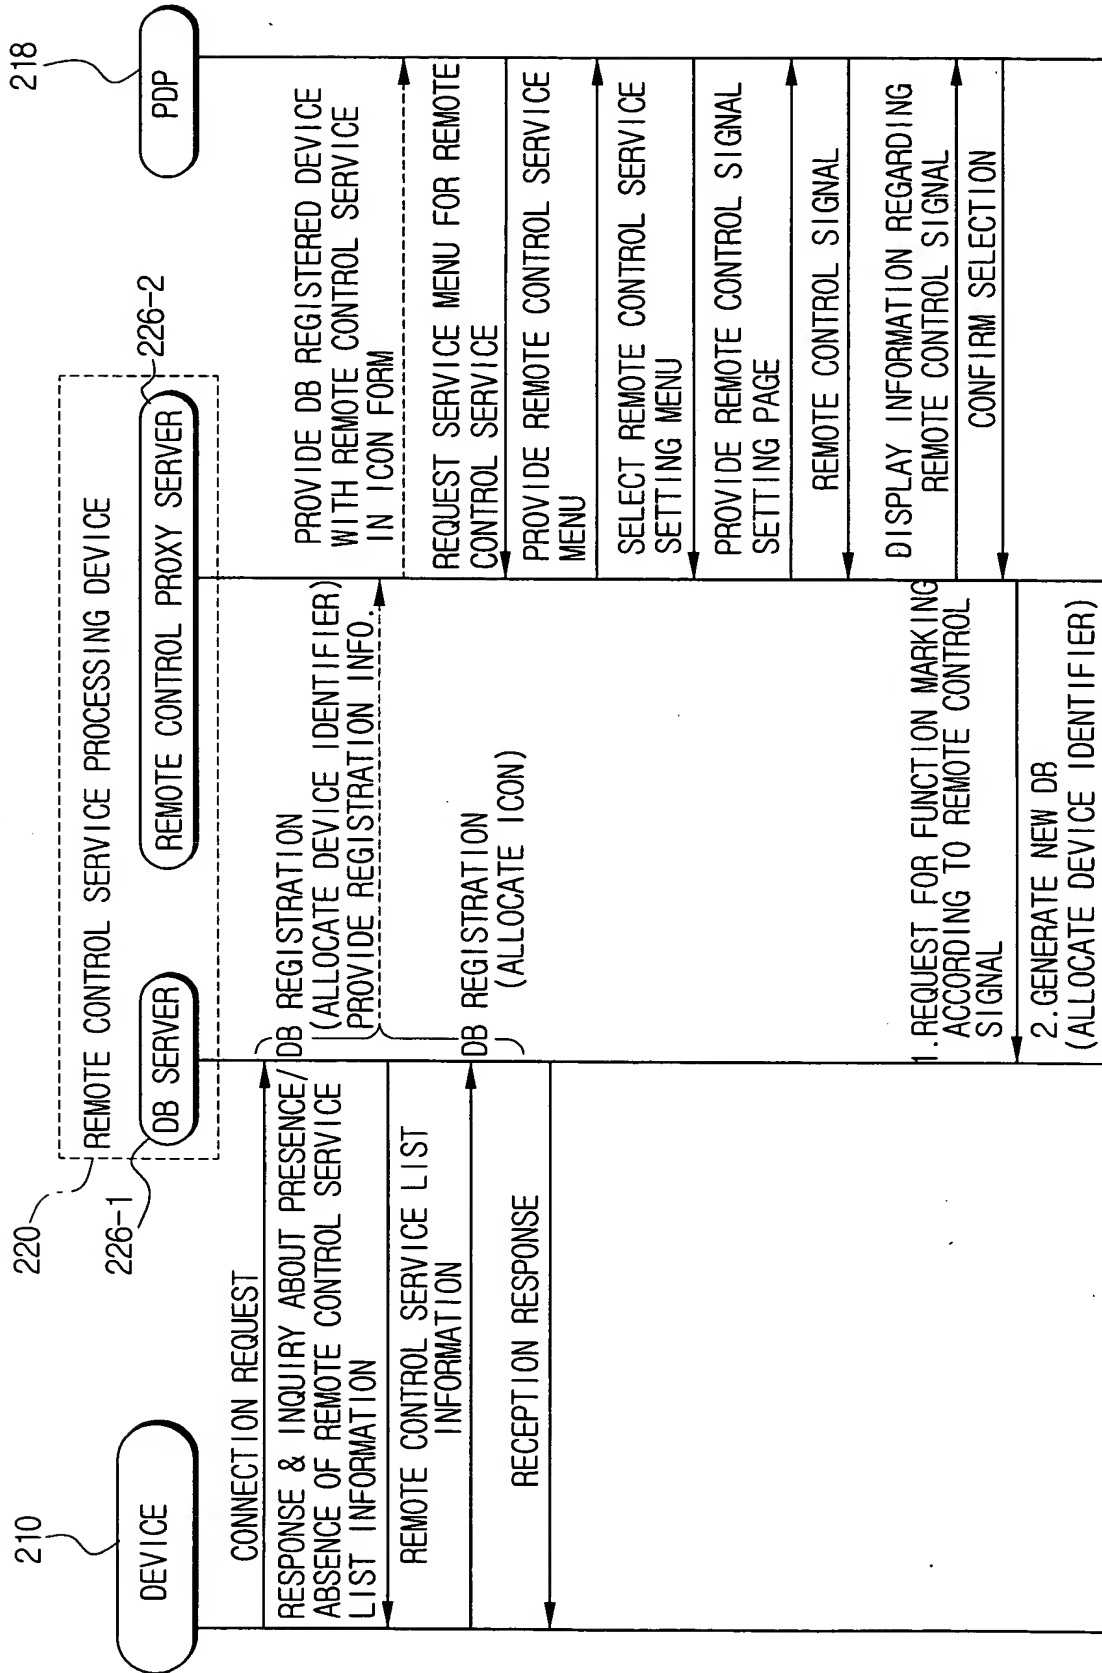 210
220
226-1
226-2
218
REMOTE CONTROL SERVICE PROCESSING DEVICE
DEVICE
DB SERVER
REMOTE CONTROL PROXY SERVER
PDP
CONNECTION REQUEST
RESPONSE & INQUIRY ABOUT PRESENCE/
ABSENCE OF REMOTE CONTROL SERVICE
LIST INFORMATION
REMOTE CONTROL SERVICE LIST
INFORMATION
RECEPTION RESPONSE
DB REGISTRATION
(ALLOCATE DEVICE IDENTIFIER)
PROVIDE REGISTRATION INFO.
DB REGISTRATION
(ALLOCATE ICON)
PROVIDE DB REGISTERED DEVICE
WITH REMOTE CONTROL SERVICE
IN ICON FORM
REQUEST SERVICE MENU FOR REMOTE
CONTROL SERVICE
PROVIDE REMOTE CONTROL SERVICE
MENU
SELECT REMOTE CONTROL SERVICE
SETTING MENU
PROVIDE REMOTE CONTROL SIGNAL
SETTING PAGE
REMOTE CONTROL SIGNAL
DISPLAY INFORMATION REGARDING
REMOTE CONTROL SIGNAL
CONFIRM SELECTION
1.REQUEST FOR FUNCTION MARKING
ACCORDING TO REMOTE CONTROL
SIGNAL
2.GENERATE NEW DB
(ALLOCATE DEVICE IDENTIFIER)